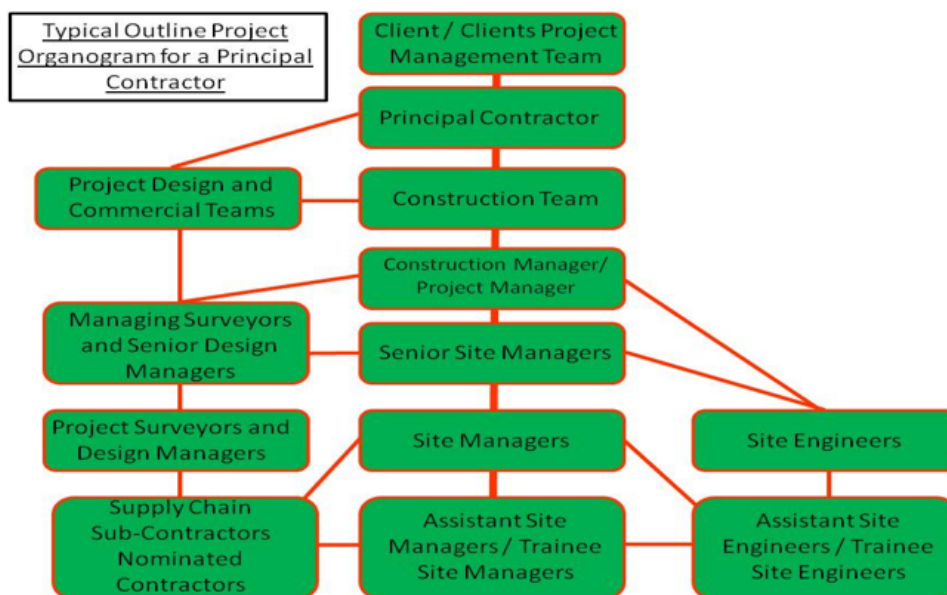 Typical Outline Project
Organogram for a Principal
Contractor
Client / Clients Project
Management Team
Principal Contractor
Project Design and
Commercial Teams
Construction Team
Construction Manager/
Project Manager
Managing Surveyors
and Senior Design
Managers
Senior Site Managers
Project Surveyors and
Design Managers
Site Managers
Site Engineers
Supply Chain
Sub-Contractors
Nominated
Contractors
Assistant Site
Managers / Trainee
Site Managers
Assistant Site
Engineers / Trainee
Site Engineers